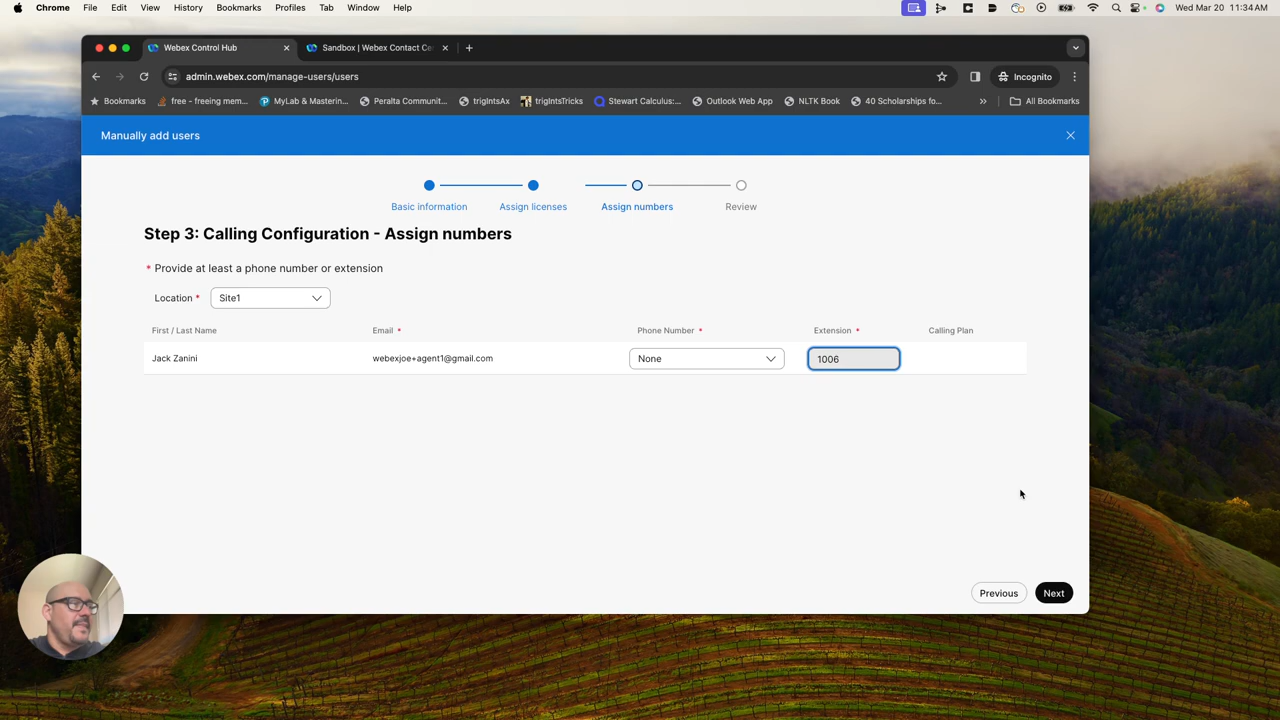 Chrome File Edit View History Bookmarks Profiles Tab Window Help Wed Mar 20 11:34 AM
Webex Control Hub Sandbox | Webex Contact Ce
admin.webex.com/manage-users/users Incognito
Bookmarks free - freeing mem... MyLab & Masterin... Peralta Communit... trigIntsAx trigIntsTricks Stewart Calculus:... Outlook Web App NLTK Book 40 Scholarships fo... All Bookmarks
Manually add users
Basic information Assign licenses Assign numbers Review
Step 3: Calling Configuration - Assign numbers
* Provide at least a phone number or extension
Location * Site1
First / Last Name Email * Phone Number * Extension * Calling Plan
Jack Zanini webexjoe+agent1@gmail.com None 1006
Previous Next